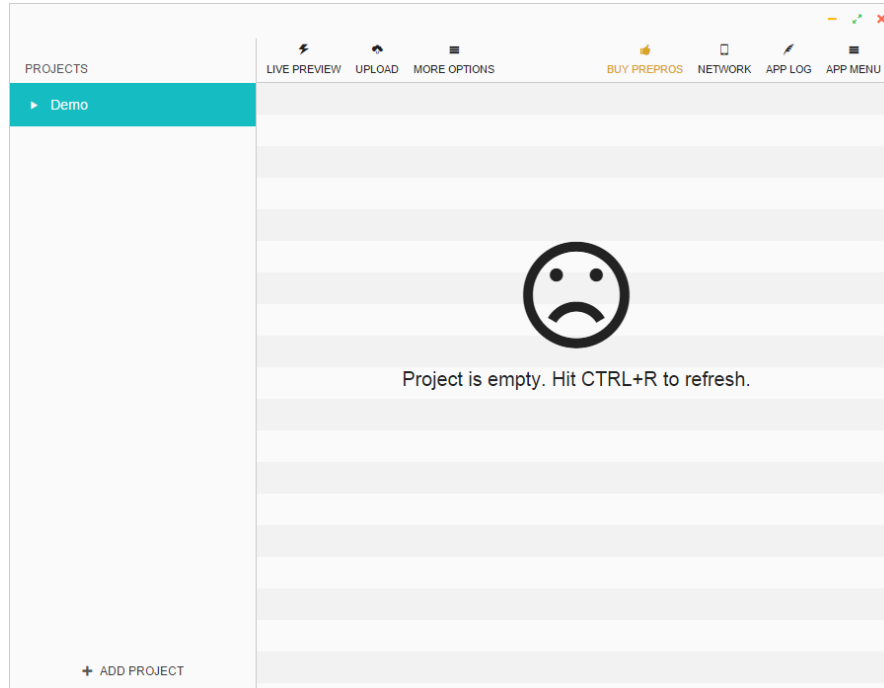 PROJECTS
LIVE PREVIEW
UPLOAD
MORE OPTIONS
BUY PREPROS
NETWORK
APP LOG
APP MENU
Demo
Project is empty. Hit CTRL+R to refresh.
ADD PROJECT